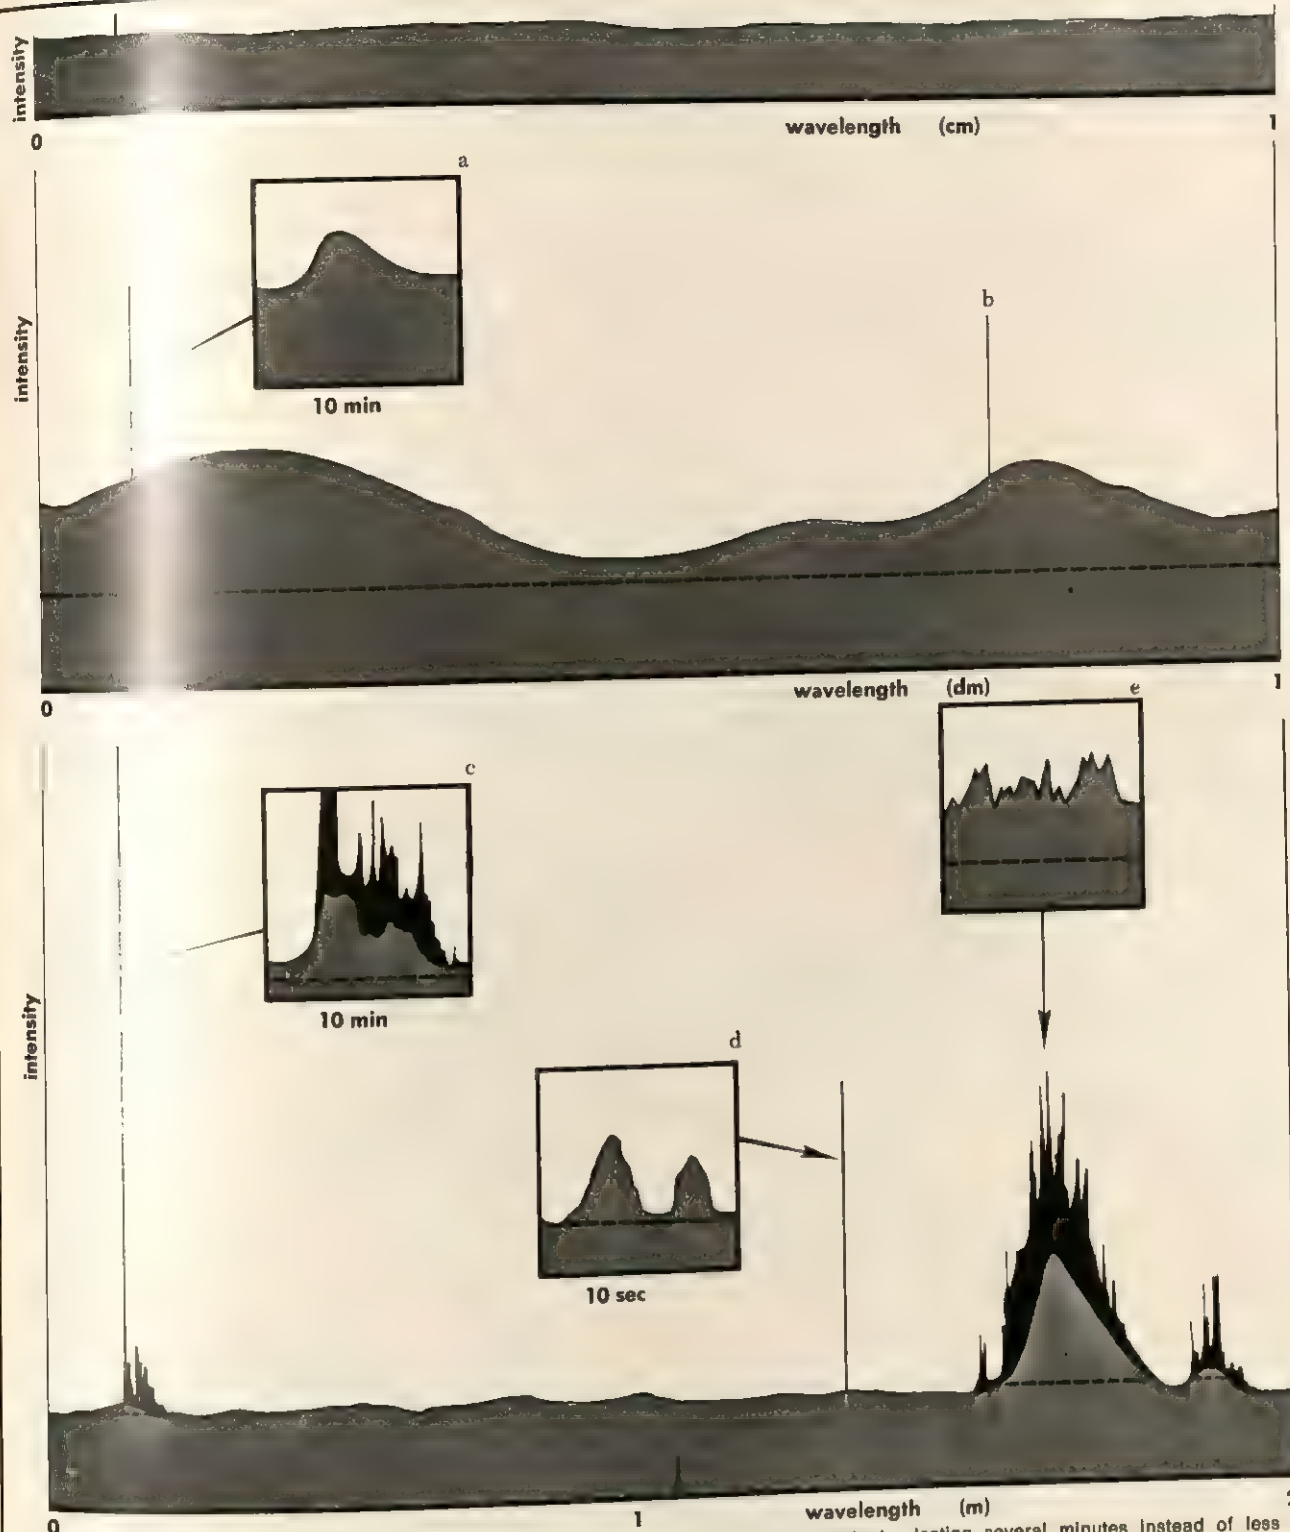 intensity
0
wavelength (cm)
1
a
intensity
10 min
b
0
wavelength (dm)
1
e
c
intensity
10 min
d
10 sec
0
1
wavelength (m)
lasting several minutes instead of less